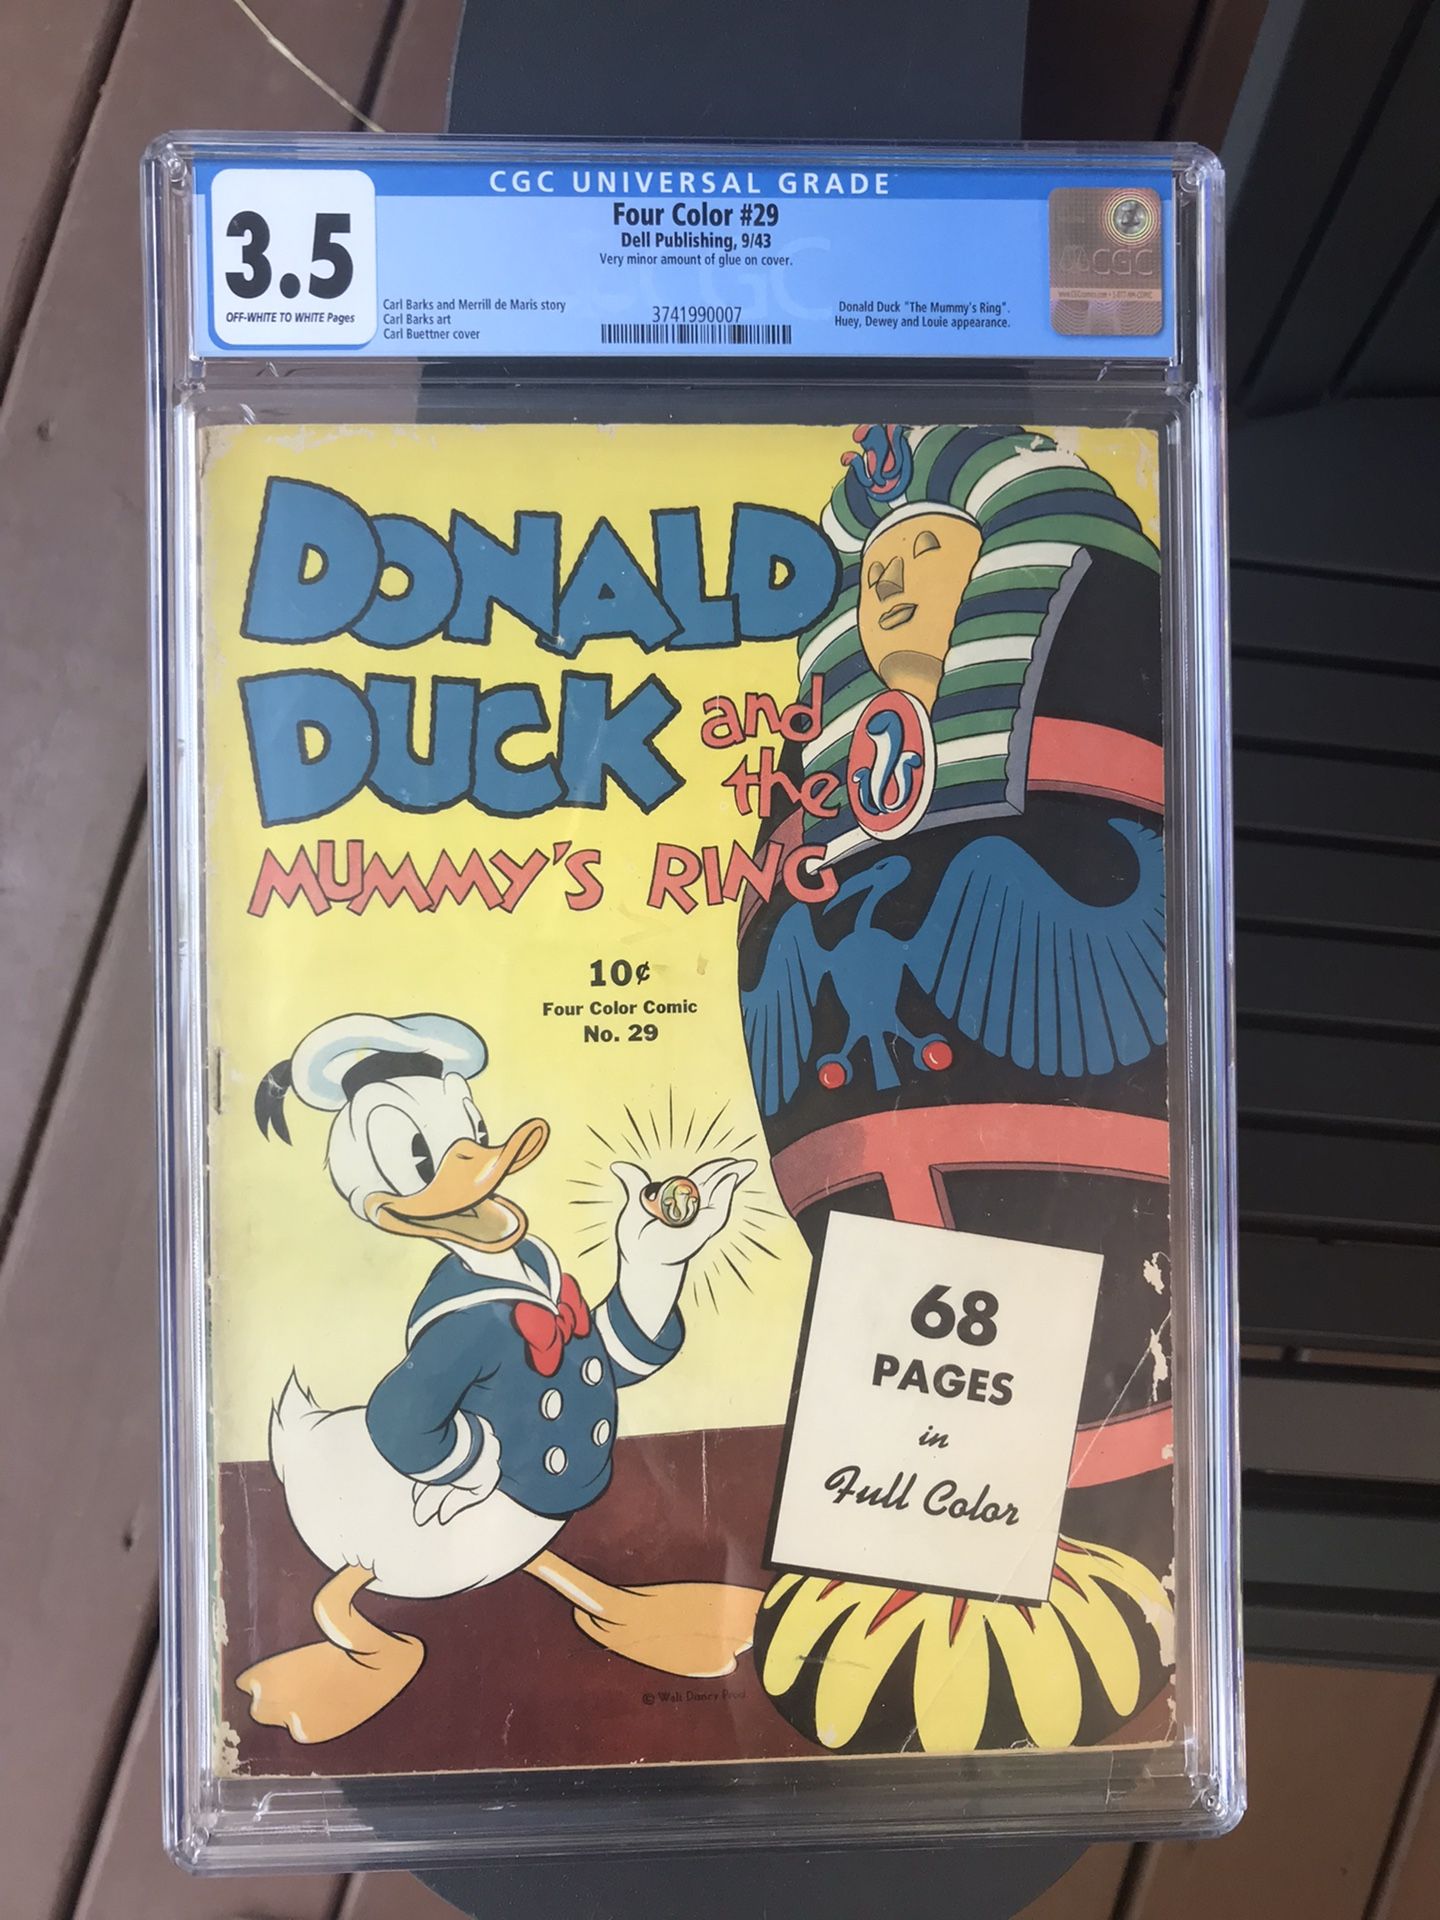 CGC UNIVERSAL GRADE
3.5
OFF-WHITE TO WHITE Pages
Four Color #29
Dell Publishing, 9/43
Very minor amount of glue on cover.
Carl Barks and Merrill de Maris story
Carl Barks art
Carl Buettner cover
3741990007
Donald Duck "The Mummy's Ring".
Huey, Dewey and Louie appearance.
CGC
DONALD
DUCK and
the
MUMMY'S RING
10¢
Four Color Comic
No. 29
68
PAGES
in
Full Color
© Walt Disney Prod